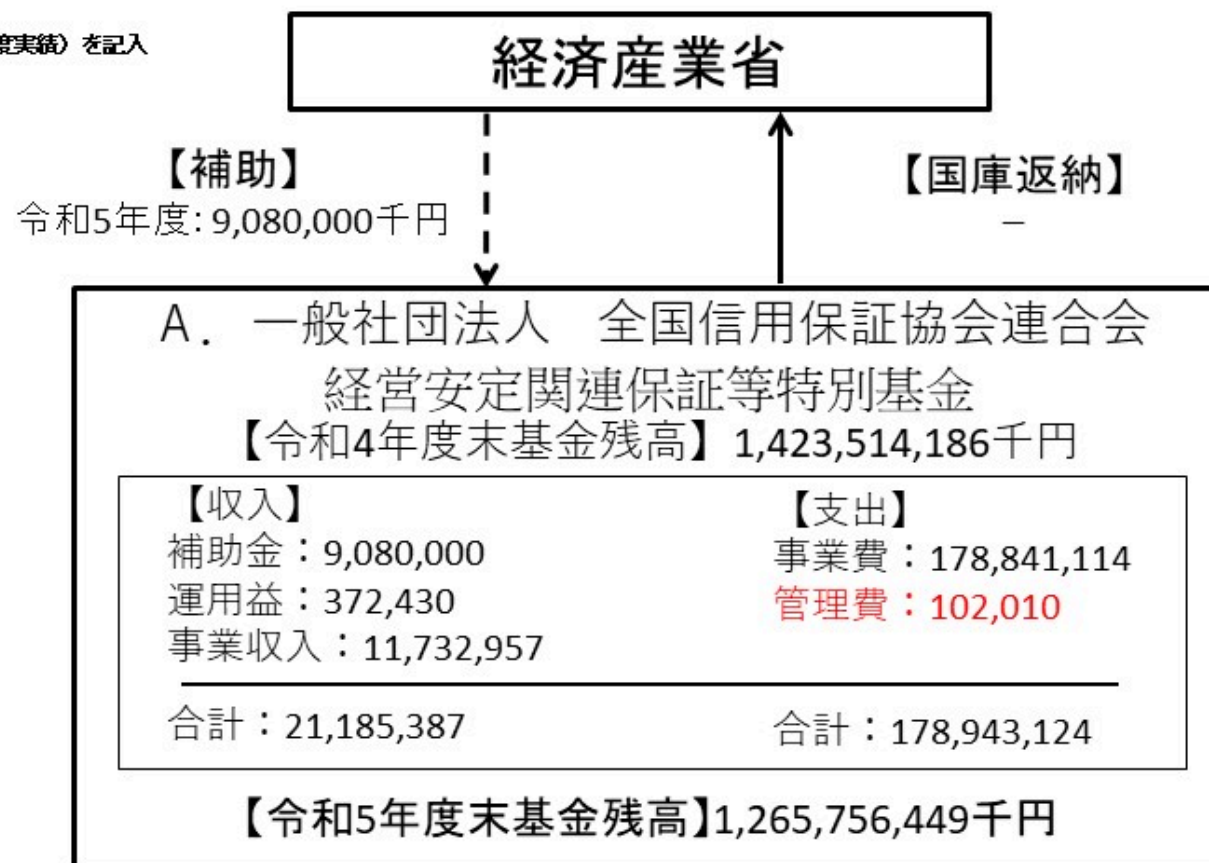 度実績）を記入
経済産業省
【補助】
令和5年度: 9,080,000千円
【国庫返納】
－
A．一般社団法人　全国信用保証協会連合会
経営安定関連保証等特別基金
【令和4年度末基金残高】1,423,514,186千円
【収入】
補助金：9,080,000
運用益：372,430
事業収入：11,732,957
合計：21,185,387
【支出】
事業費：178,841,114
管理費：102,010
合計：178,943,124
【令和5年度末基金残高】1,265,756,449千円